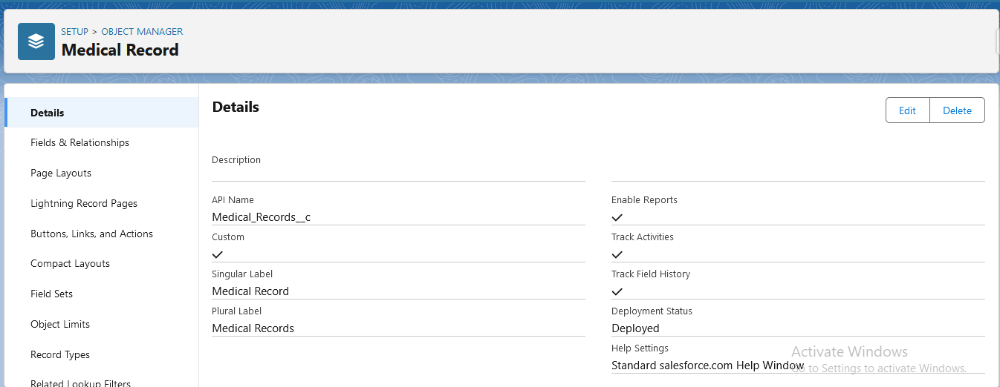 SETUP > OBJECT MANAGER
Medical Record
Details
Fields & Relationships
Page Layouts
Lightning Record Pages
Buttons, Links, and Actions
Compact Layouts
Field Sets
Object Limits
Record Types
Related Lookup Filters
Details
Edit
Delete
Description
API Name
Medical_Records__c
Custom
Singular Label
Medical Record
Plural Label
Medical Records
Enable Reports
Track Activities
Track Field History
Deployment Status
Deployed
Help Settings
Standard salesforce.com Help Window
Activate Windows
Go to Settings to activate Windows.